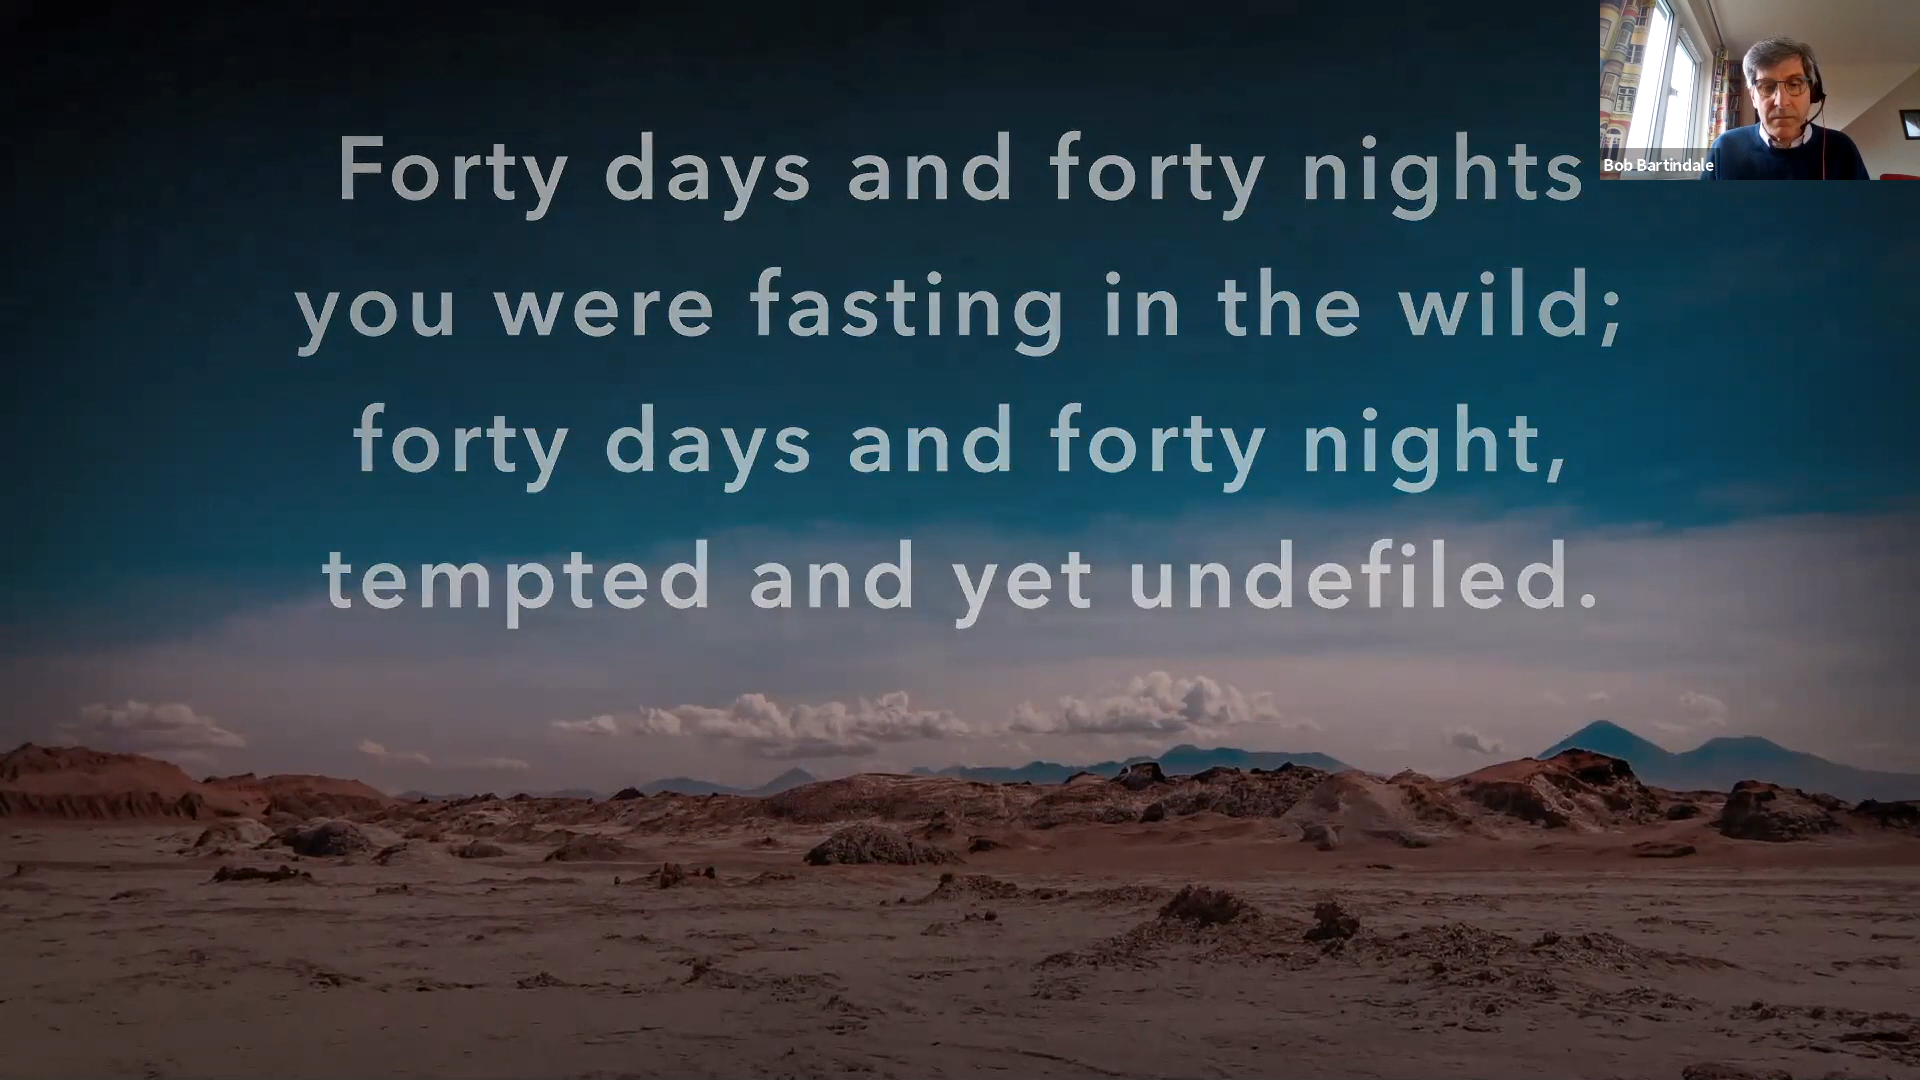 Forty days and forty nights
you were fasting in the wild;
forty days and forty night,
tempted and yet undefiled.
Bob Bartindale